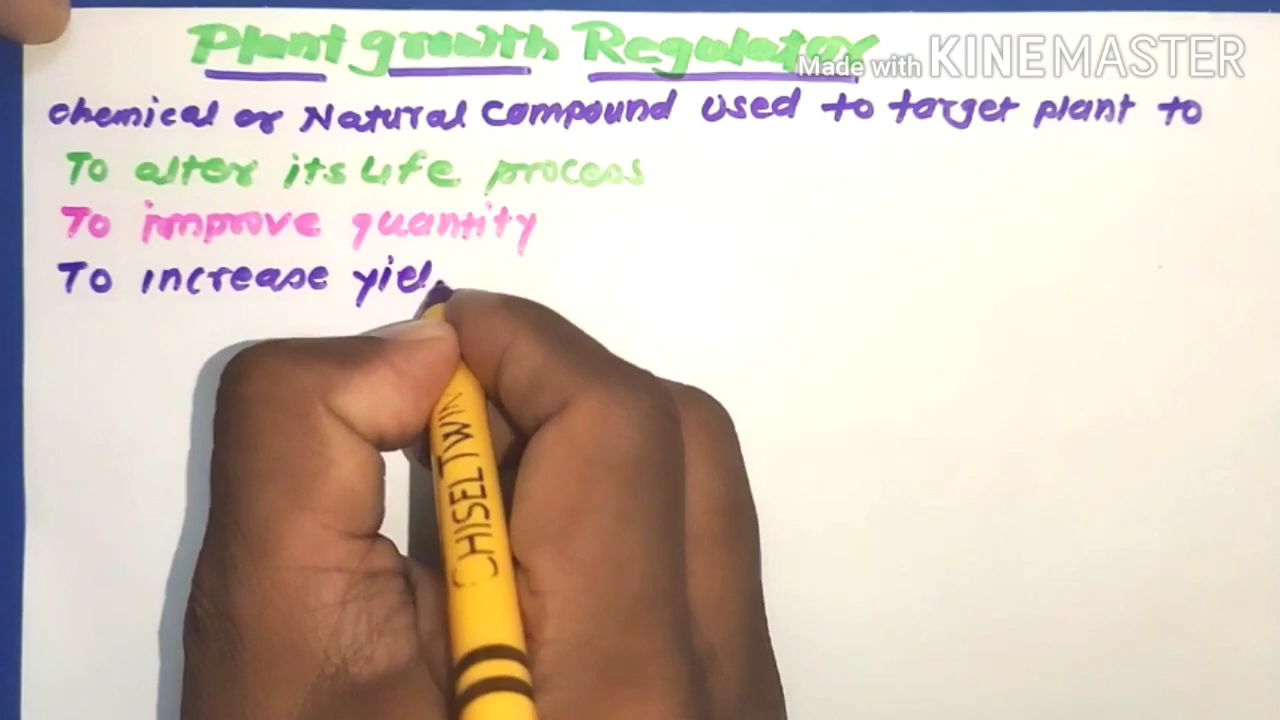 Plant growth Regulator
Made with KINEMASTER
chemical or Natural compound used to target plant to
To alter its Life process
To improve quantity
To increase yiel
CHISEL TWIN